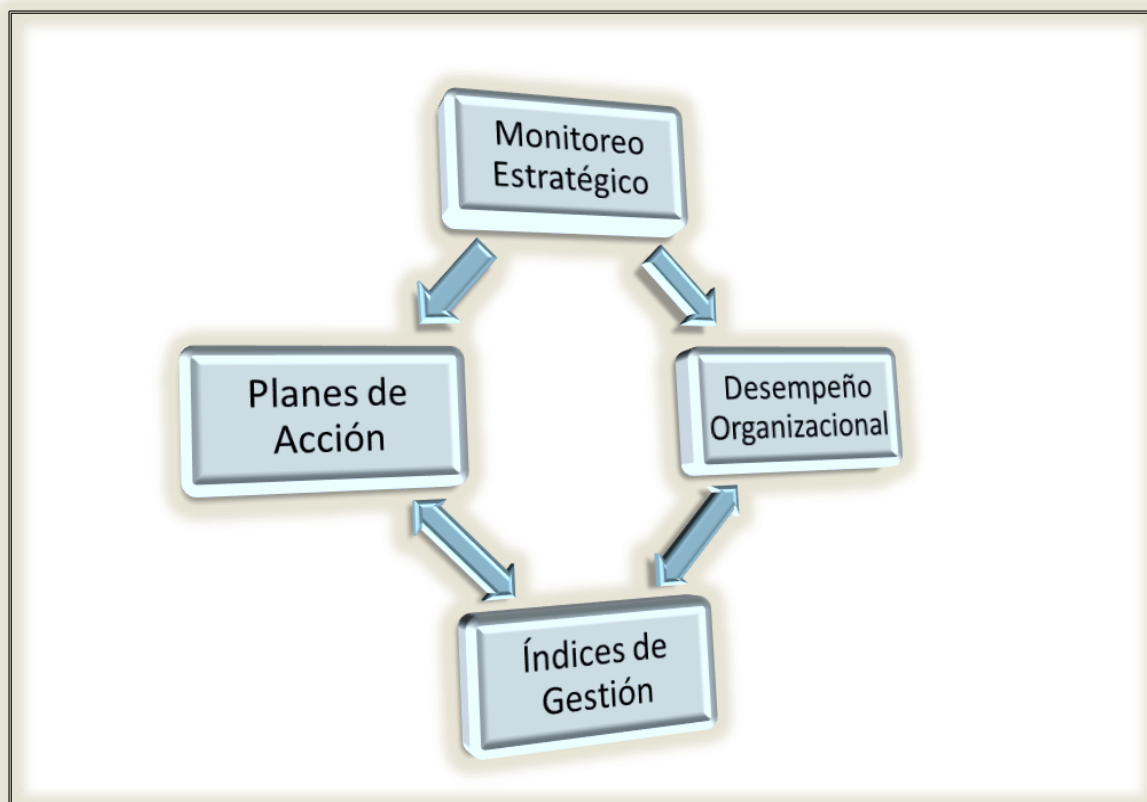 Monitoreo
Estratégico
Planes de
Acción
Desempeño
Organizacional
Índices de
Gestión